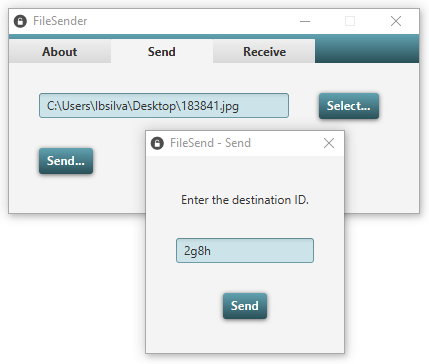 FileSender
About Send Receive
C:\Users\lbsilva\Desktop\183841.jpg Select...
Send...
FileSend - Send
Enter the destination ID.
2g8h
Send